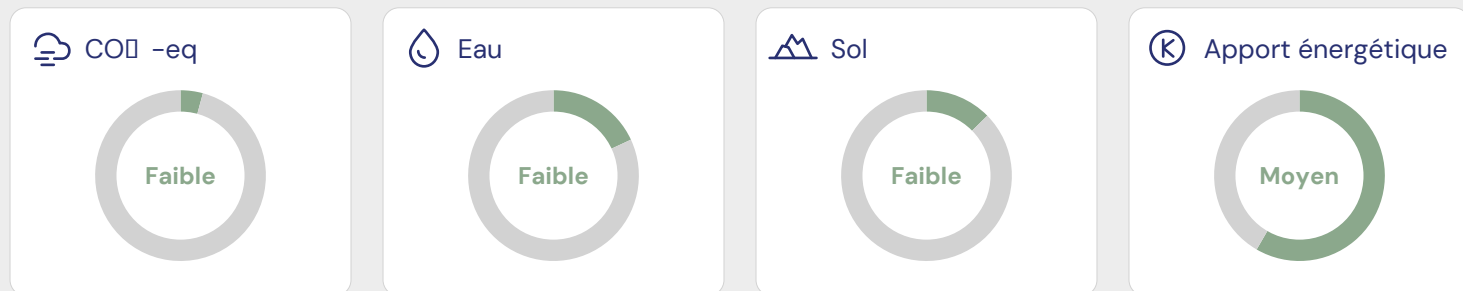 CO▯ -eq
Eau
Sol
Apport énergétique
Faible
Faible
Faible
Moyen